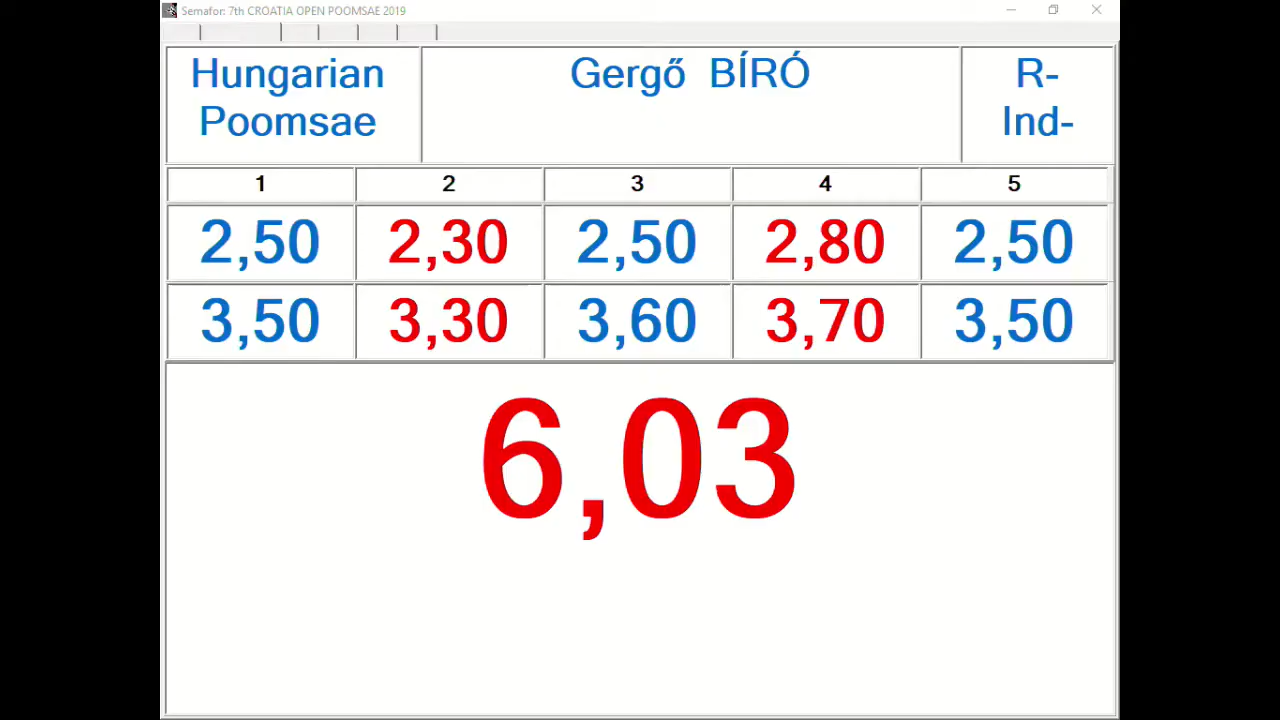 Semafor: 7th CROATIA OPEN POOMSAE 2019
Hungarian Poomsae
Gergő BÍRÓ
R-Ind-
1 2 3 4 5
2,50 2,30 2,50 2,80 2,50
3,50 3,30 3,60 3,70 3,50
6,03